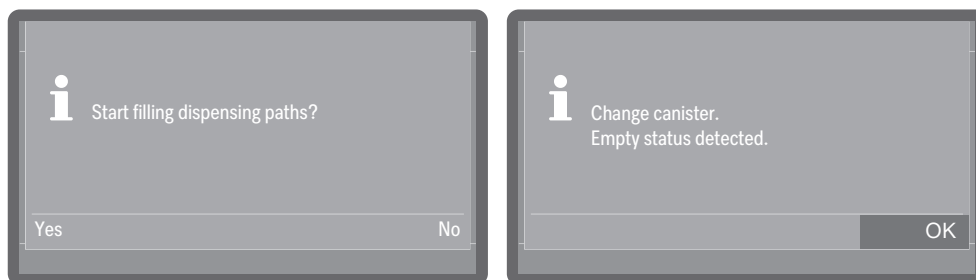 Start filling dispensing paths?
Yes No
Change canister.
Empty status detected.
OK